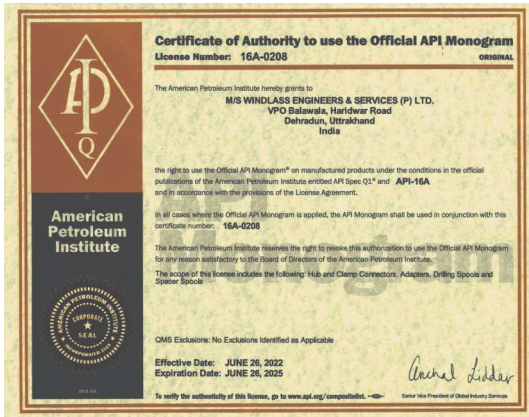 Certificate of Authority to use the Official API Monogram
License Number: 16A-0208
ORIGINAL
The American Petroleum Institute hereby grants to
M/S WINDLASS ENGINEERS & SERVICES (P) LTD.
VPO Balawala, Haridwar Road
Dehradun, Uttrakhand
India
the right to use the Official API Monogram® on manufactured products under the conditions in the official
publications of the American Petroleum Institute entitled API Spec Q1® and API-16A
and in accordance with the provisions of the License Agreement.
In all cases where the Official API Monogram is applied, the API Monogram shall be used in conjunction with this
certificate number: 16A-0208
The American Petroleum Institute reserves the right to revoke this authorization to use the Official API Monogram
for any reason satisfactory to the Board of Directors of the American Petroleum Institute.
The scope of this license includes the following: Hub and Clamp Connectors, Adapters, Drilling Spools and
Spacer Spools
QMS Exclusions: No Exclusions Identified as Applicable
Effective Date: JUNE 26, 2022
Expiration Date: JUNE 26, 2025
To verify the authenticity of this license, go to www.api.org/compositelist.
Anchal Liddar
Senior Vice President of Global Industry Services
API
Q
American
Petroleum
Institute
AMERICAN PETROLEUM INSTITUTE
CORPORATE
SEAL
INCORPORATED 1919